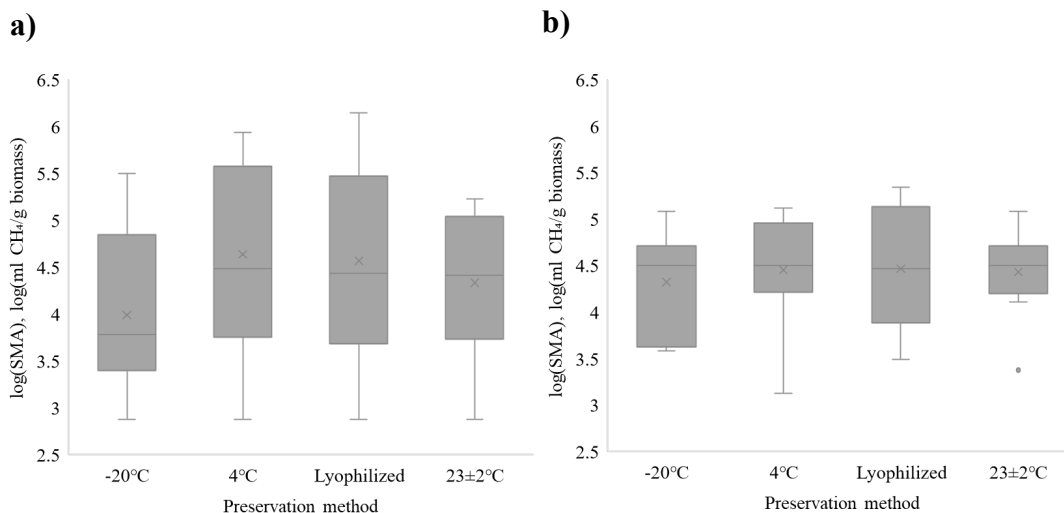 a)
log(SMA), log(ml CH₄/g biomass)
6.5
6
5.5
5
4.5
4
3.5
3
2.5
-20°C 4°C Lyophilized 23±2°C
Preservation method
b)
log(SMA), log(ml CH₄/g biomass)
6.5
6
5.5
5
4.5
4
3.5
3
2.5
-20°C 4°C Lyophilized 23±2°C
Preservation method